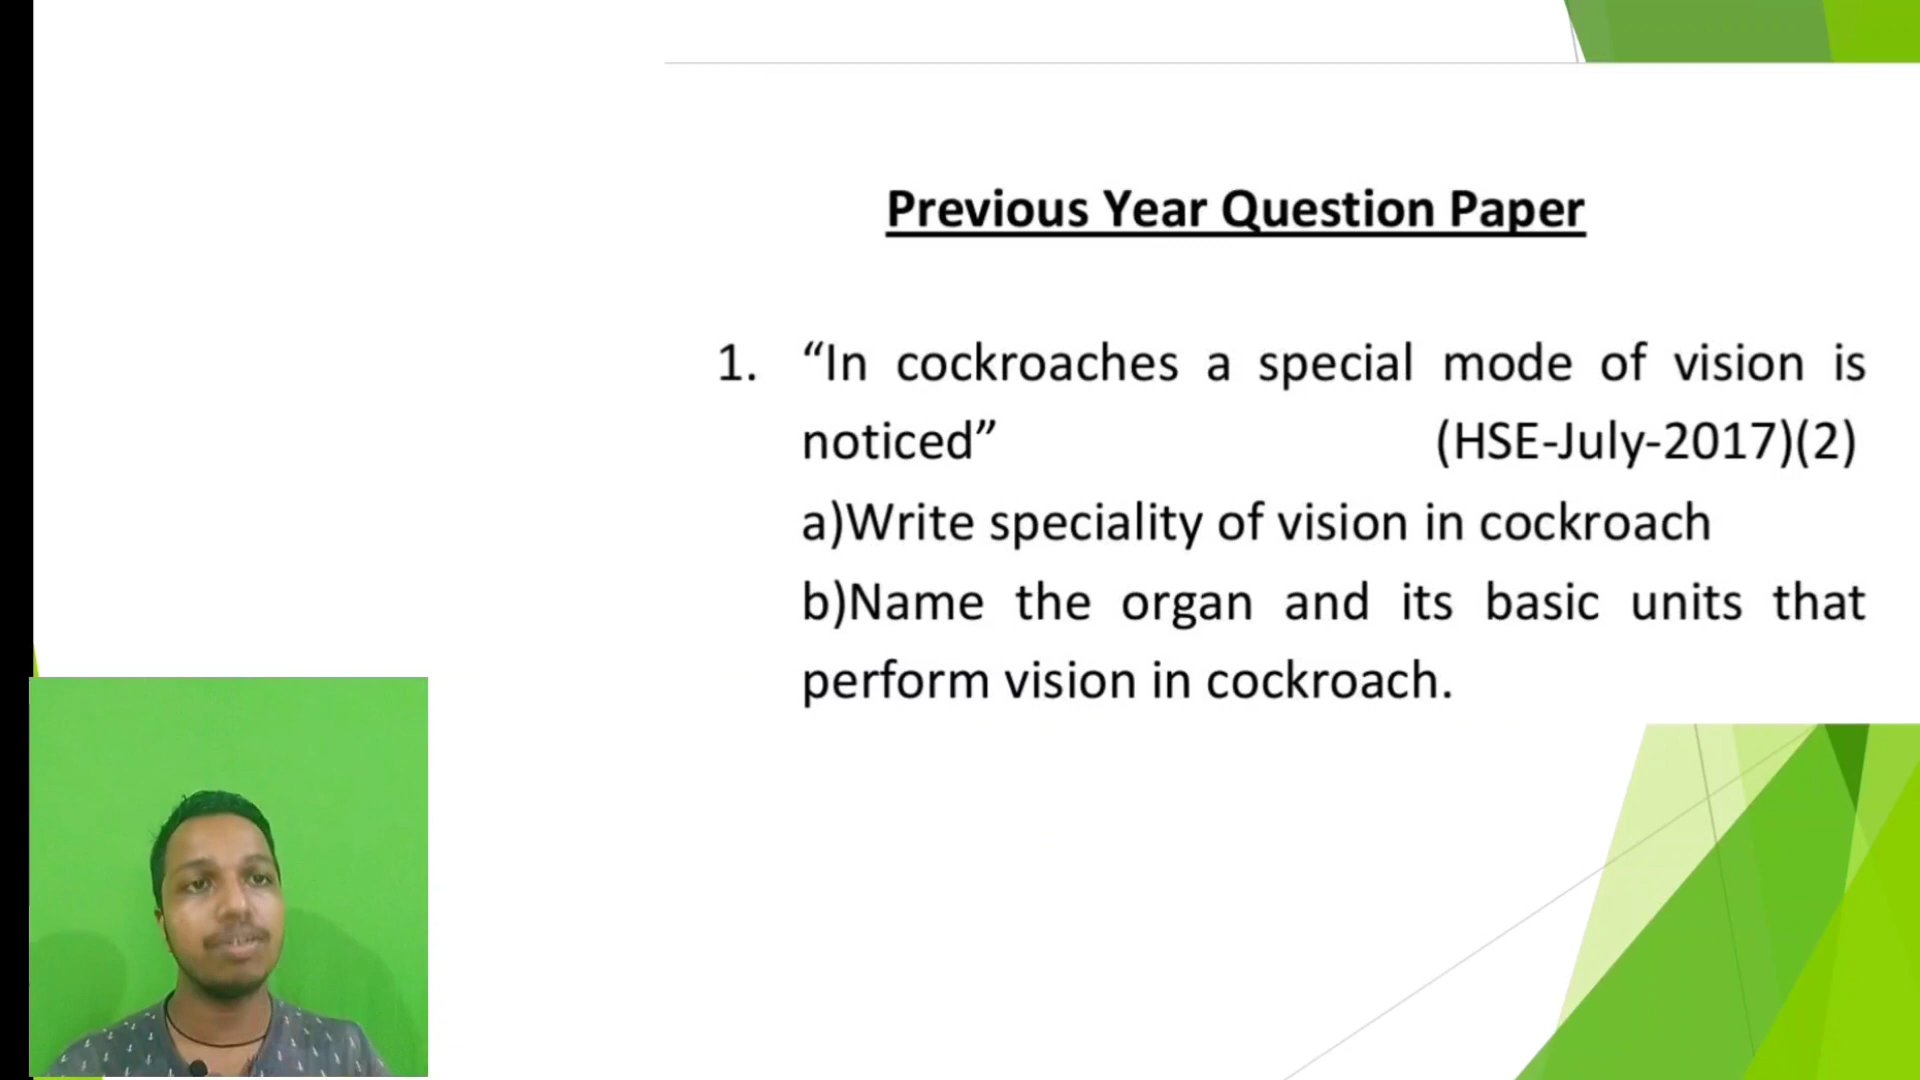 Previous Year Question Paper
1. “In cockroaches a special mode of vision is
noticed” (HSE-July-2017)(2)
a)Write speciality of vision in cockroach
b)Name the organ and its basic units that
perform vision in cockroach.